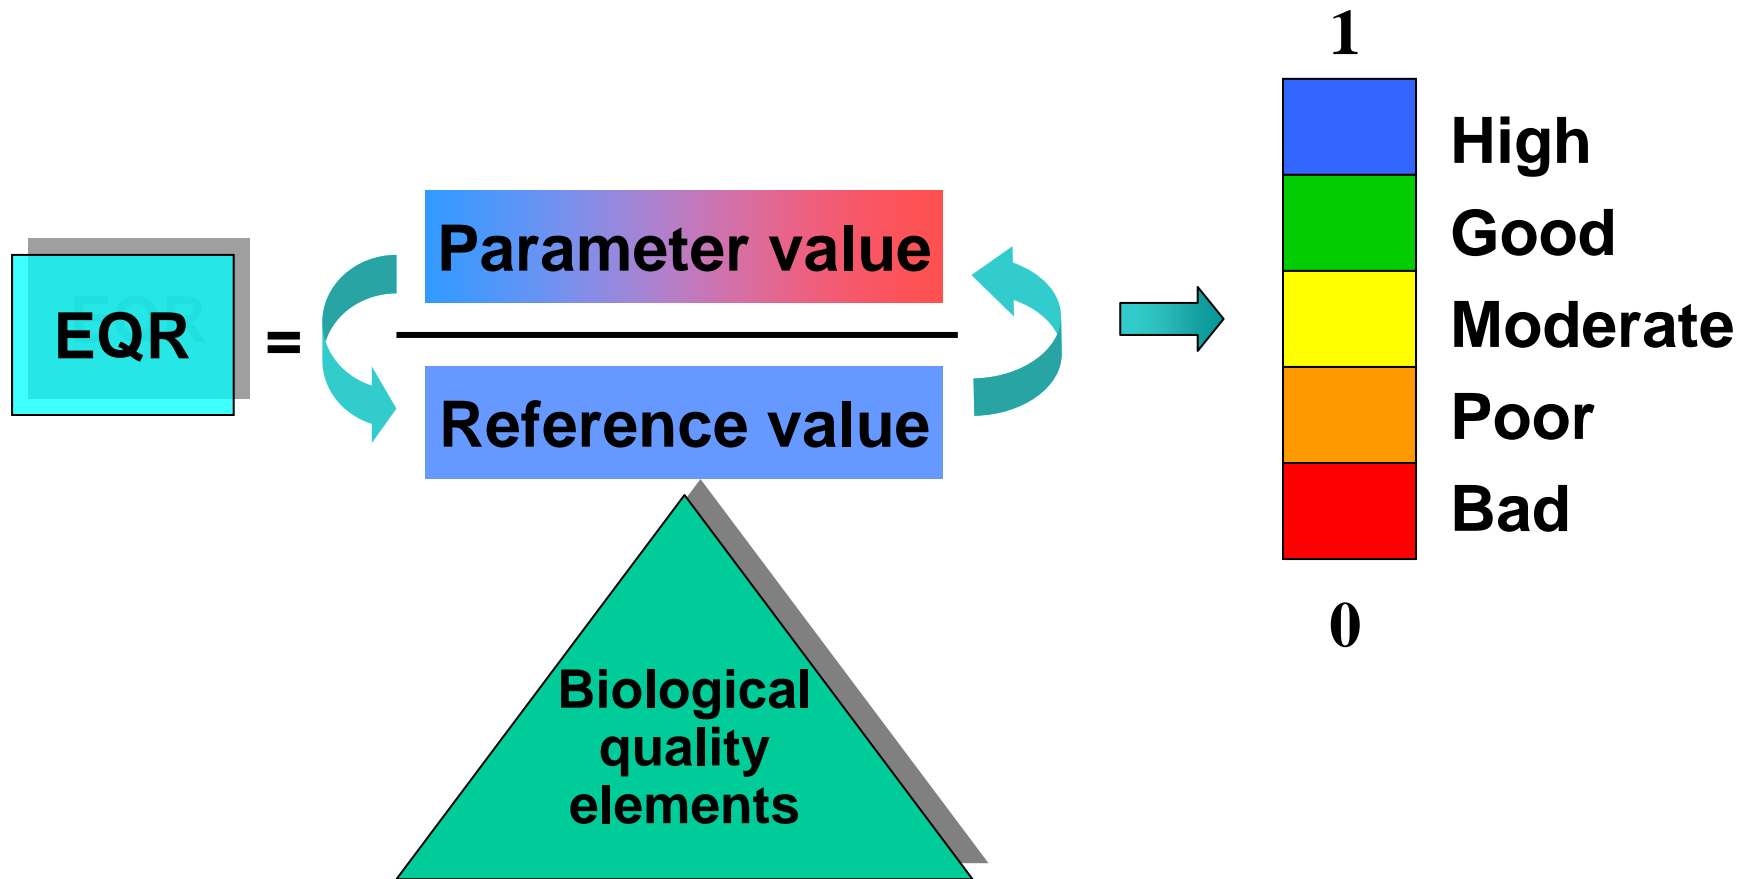 EQR
=
Parameter value
Reference value
Biological
quality
elements
1
High
Good
Moderate
Poor
Bad
0